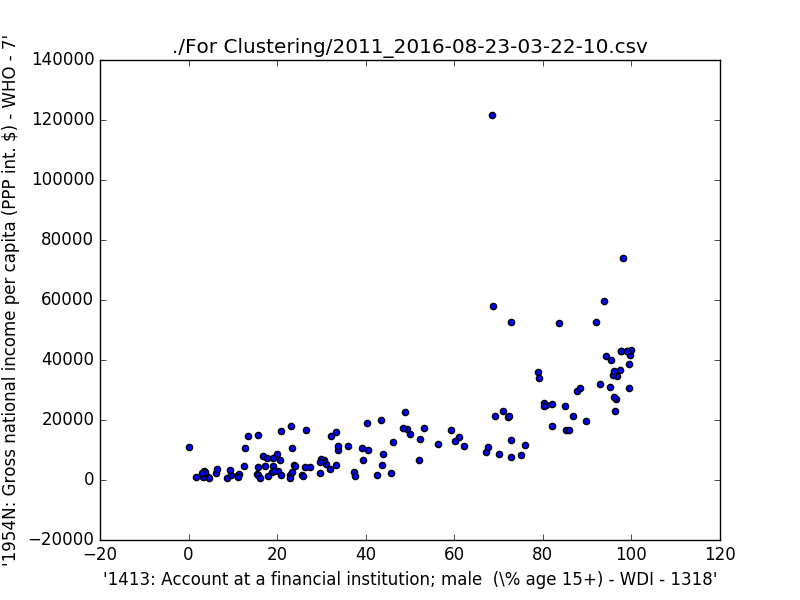 ./For Clustering/2011_2016-08-23-03-22-10.csv
'1954N: Gross national income per capita (PPP int. $) - WHO - 7'
140000
120000
100000
80000
60000
40000
20000
0
−20000
−20 0 20 40 60 80 100 120
'1413: Account at a financial institution; male  (\% age 15+) - WDI - 1318'